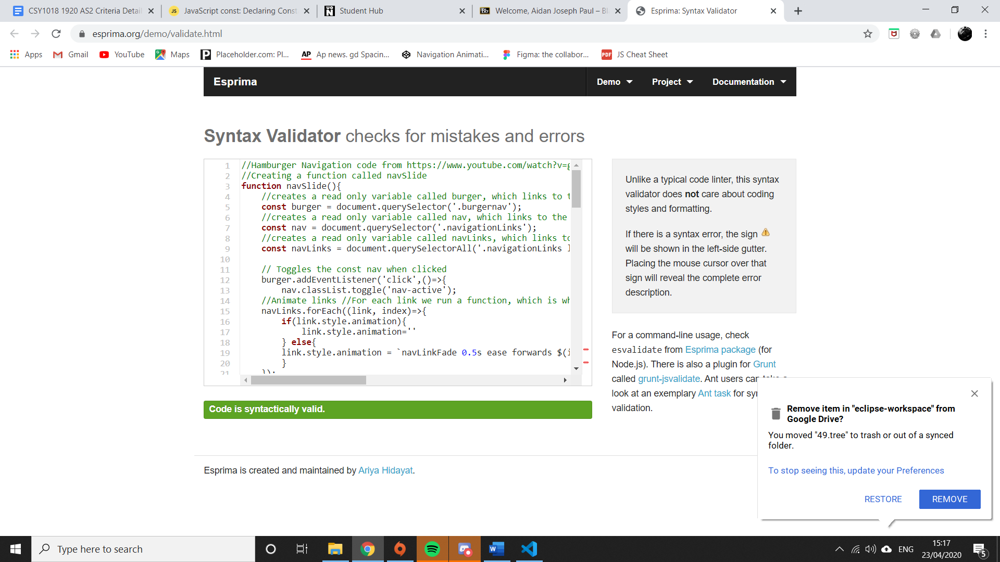 CSY1018 1920 AS2 Criteria Detail
JavaScript const: Declaring Const
Student Hub
Welcome, Aidan Joseph Paul – Bl
Esprima: Syntax Validator
esprima.org/demo/validate.html
Apps
Gmail
YouTube
Maps
Placeholder.com: Pl...
AP Ap news. gd Spacin...
Navigation Animati...
Figma: the collabor...
PDF JS Cheat Sheet
Esprima
Demo
Project
Documentation
Syntax Validator checks for mistakes and errors
1 //Hamburger Navigation code from https://www.youtube.com/watch?v=g
2 //Creating a function called navSlide
3 function navSlide(){
4 //creates a read only variable called burger, which links to t
5 const burger = document.querySelector('.burgernav');
6 //creates a read only variable called nav, which links to the
7 const nav = document.querySelector('.navigationLinks');
8 //creates a read only variable called navLinks, which links to
9 const navLinks = document.querySelectorAll('.navigationLinks l
10
11 // Toggles the const nav when clicked
12 burger.addEventListener('click',()=>{
13 nav.classList.toggle('nav-active');
14 //Animate links //For each link we run a function, which is wh
15 navLinks.forEach((link, index)=>{
16 if(link.style.animation){
17 link.style.animation=''
18 } else{
19 link.style.animation = `navLinkFade 0.5s ease forwards $(i
20 }
21 });
Code is syntactically valid.
Unlike a typical code linter, this syntax
validator does not care about coding
styles and formatting.
If there is a syntax error, the sign
will be shown in the left-side gutter.
Placing the mouse cursor over that
sign will reveal the complete error
description.
For a command-line usage, check
esvalidate from Esprima package (for
Node.js). There is also a plugin for Grunt
called grunt-jsvalidate. Ant users can take a
look at an exemplary Ant task for sy
validation.
Esprima is created and maintained by Ariya Hidayat.
Remove item in "eclipse-workspace" from
Google Drive?
You moved "49.tree" to trash or out of a synced
folder.
To stop seeing this, update your Preferences
RESTORE
REMOVE
Type here to search
ENG
15:17
23/04/2020
5